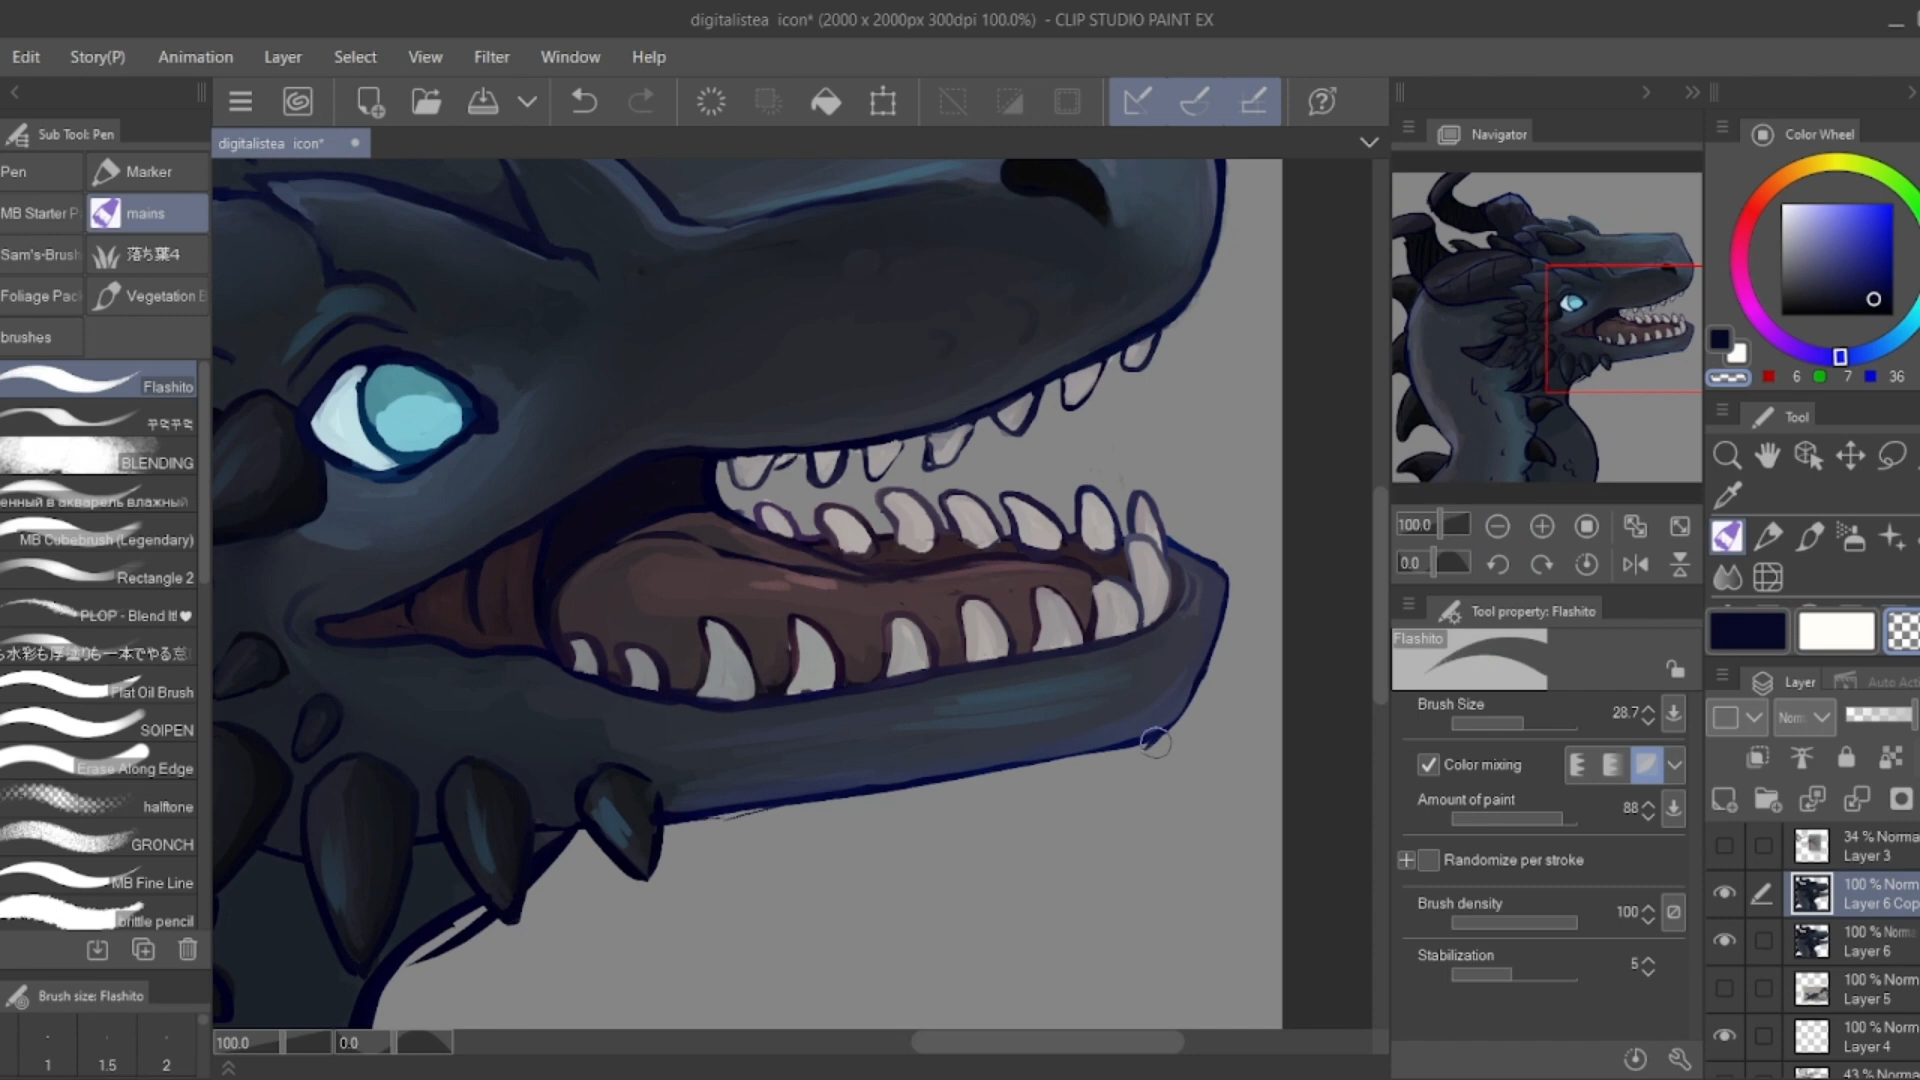 digitalistea icon* (2000 x 2000px 300dpi 100.0%) - CLIP STUDIO PAINT EX
Edit Story(P) Animation Layer Select View Filter Window Help
Sub Tool: Pen
Pen Marker
MB Starter P mains
Sam's-Brush 落ち葉4
Foliage Pac Vegetation B
brushes
Flashito
꾸먹꾸먹
BLENDING
енный в акварель влажный
MB Cubebrush (Legendary)
Rectangle 2
PLOP - Blend It!♥
水彩も厚塗りも一本でやる
Flat Oil Brush
SOIPEN
Erase Along Edge
halftone
GRONCH
MB Fine Line
brittle pencil
Brush size: Flashito
1 1.5 2
digitalistea icon*
100.0 0.0
Navigator
100.0
0.0
Tool property: Flashito
Flashito
Brush Size 28.7
Color mixing
Amount of paint 88
Randomize per stroke
Brush density 100
Stabilization 5
Color Wheel
6 7 36
Tool
Layer Auto Act
Norm
34 % Norma
Layer 3
100 % Norm
Layer 6 Cop
100 % Norma
Layer 6
100 % Norm
Layer 5
100 % Norm
Layer 4
43 % Norma